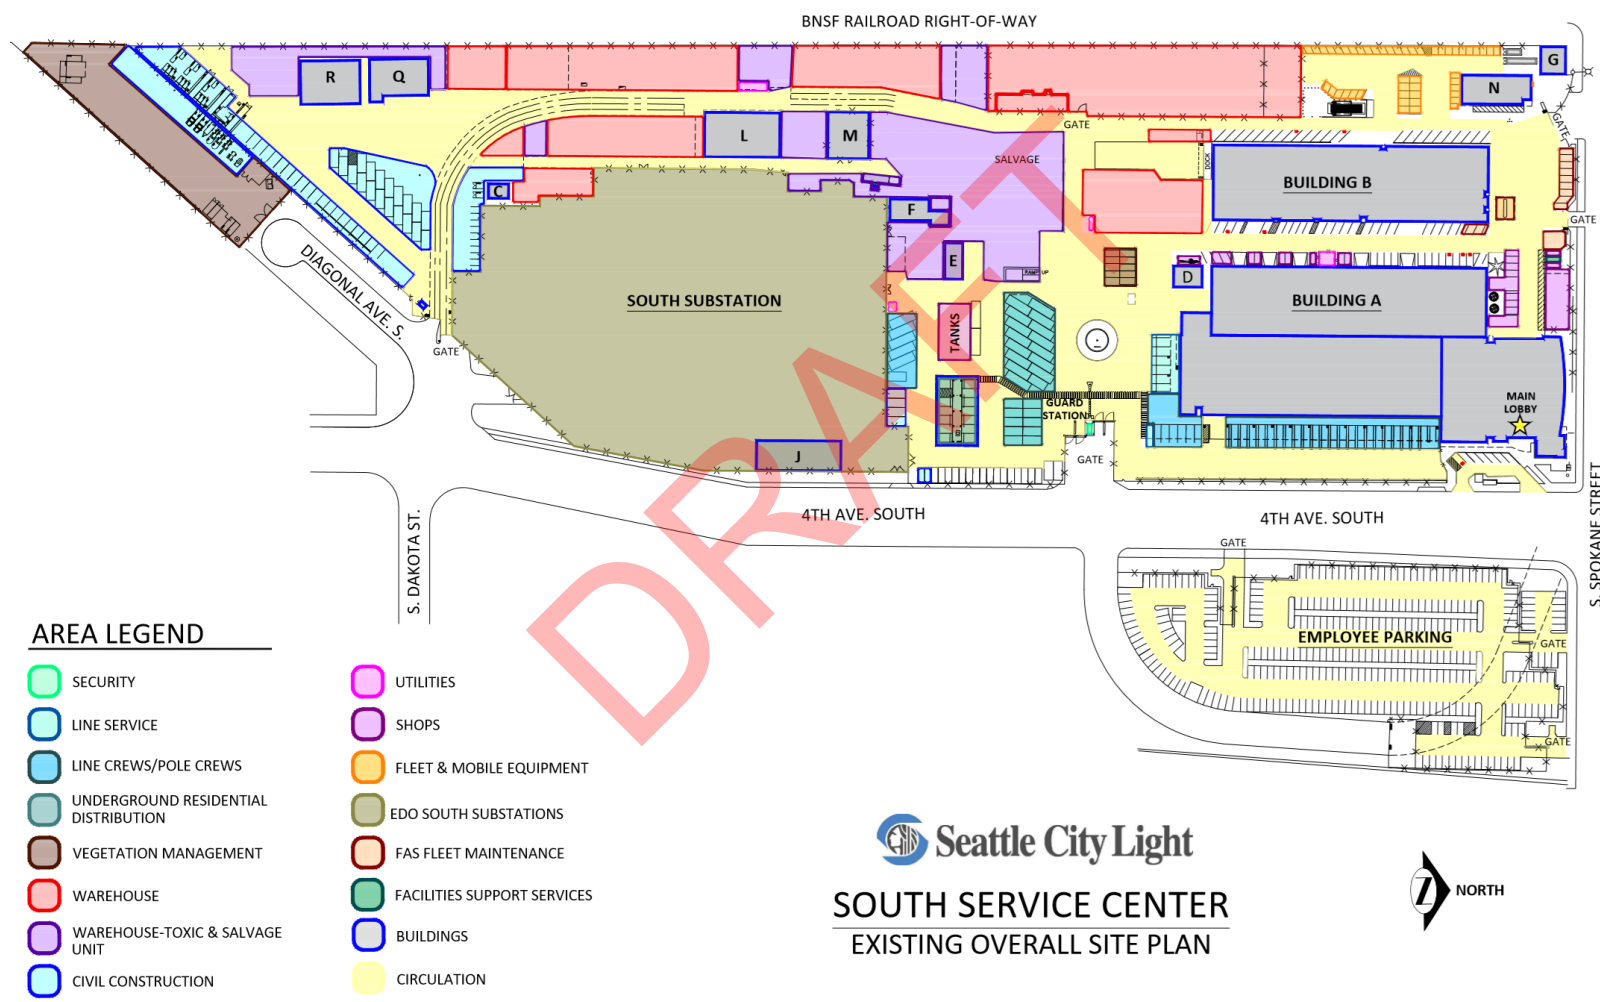 BNSF RAILROAD RIGHT-OF-WAY
G
R
Q
N
GATE
GATE
L
M
SALVAGE
DOCK
BUILDING B
C
F
GATE
E
RAMP UP
D
DIAGONAL AVE. S.
SOUTH SUBSTATION
BUILDING A
TANKS
GATE
GUARD
STATION
MAIN
LOBBY
J
GATE
4TH AVE. SOUTH
4TH AVE. SOUTH
S. SPOKANE STREET
S. DAKOTA ST.
GATE
EMPLOYEE PARKING
GATE
GATE
DRAFT
AREA LEGEND
SECURITY
LINE SERVICE
LINE CREWS/POLE CREWS
UNDERGROUND RESIDENTIAL
DISTRIBUTION
VEGETATION MANAGEMENT
WAREHOUSE
WAREHOUSE-TOXIC & SALVAGE
UNIT
CIVIL CONSTRUCTION
UTILITIES
SHOPS
FLEET & MOBILE EQUIPMENT
EDO SOUTH SUBSTATIONS
FAS FLEET MAINTENANCE
FACILITIES SUPPORT SERVICES
BUILDINGS
CIRCULATION
Seattle City Light
SOUTH SERVICE CENTER
EXISTING OVERALL SITE PLAN
Z
NORTH